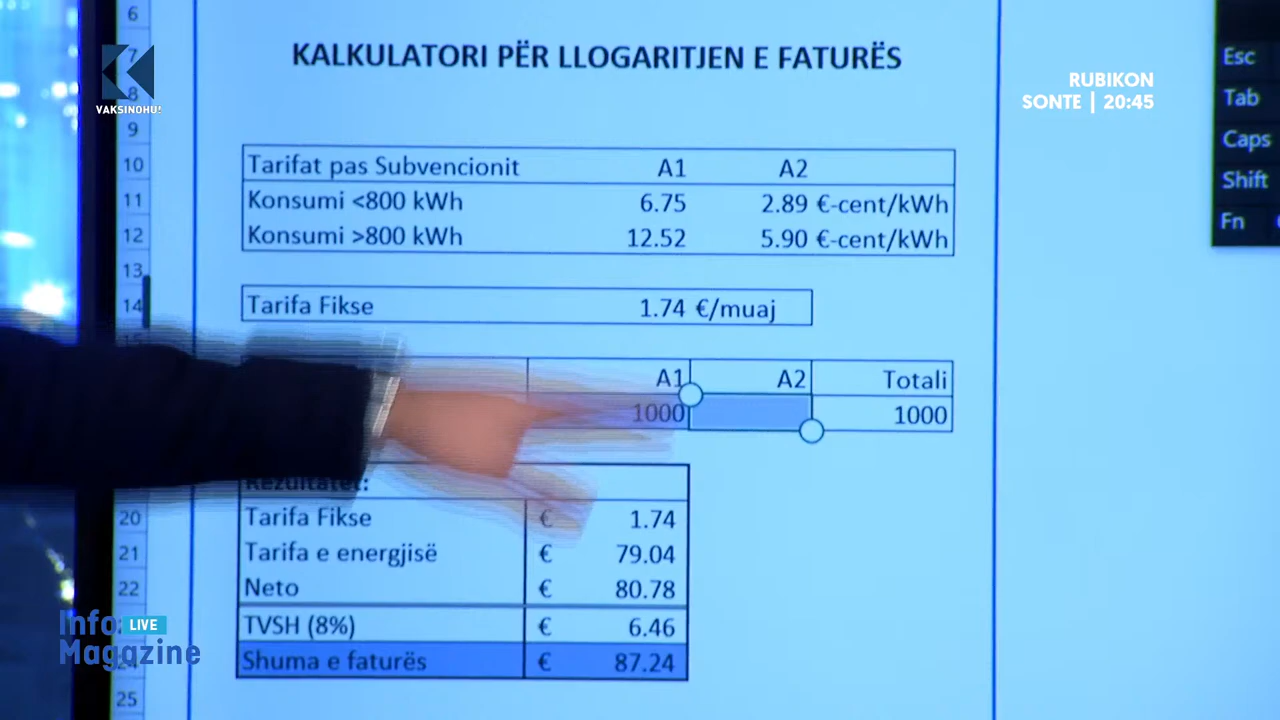 6
7
8
9
10
11
12
13
14
20
21
22
24
25
VAKSINOHU!
KALKULATORI PËR LLOGARITJEN E FATURËS
RUBIKON
SONTE | 20:45
Esc
Tab
Caps
Shift
Fn
Tarifat pas Subvencionit A1 A2
Konsumi <800 kWh 6.75 2.89 €-cent/kWh
Konsumi >800 kWh 12.52 5.90 €-cent/kWh
Tarifa Fikse 1.74 €/muaj
A1 A2 Totali
1000 1000
Rezultatet:
Tarifa Fikse € 1.74
Tarifa e energjisë € 79.04
Neto € 80.78
TVSH (8%) € 6.46
Shuma e faturës € 87.24
Info LIVE
Magazine